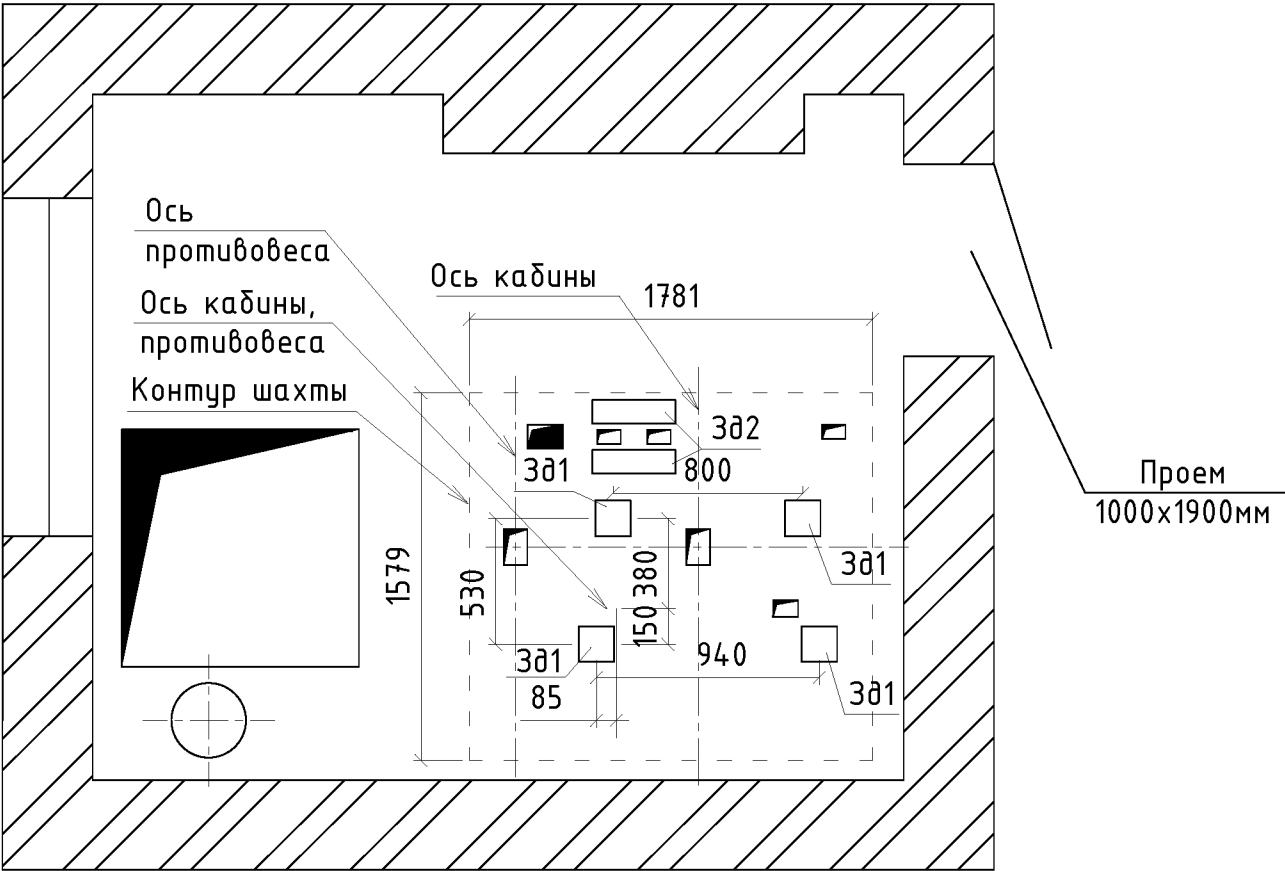 Ось
противовеса
Ось кабины
1781
Ось кабины,
противовеса
Контур шахты
Зд2
Зд1
800
Проем
1000х1900мм
1579
530
380
Зд1
150
Зд1
940
85
Зд1